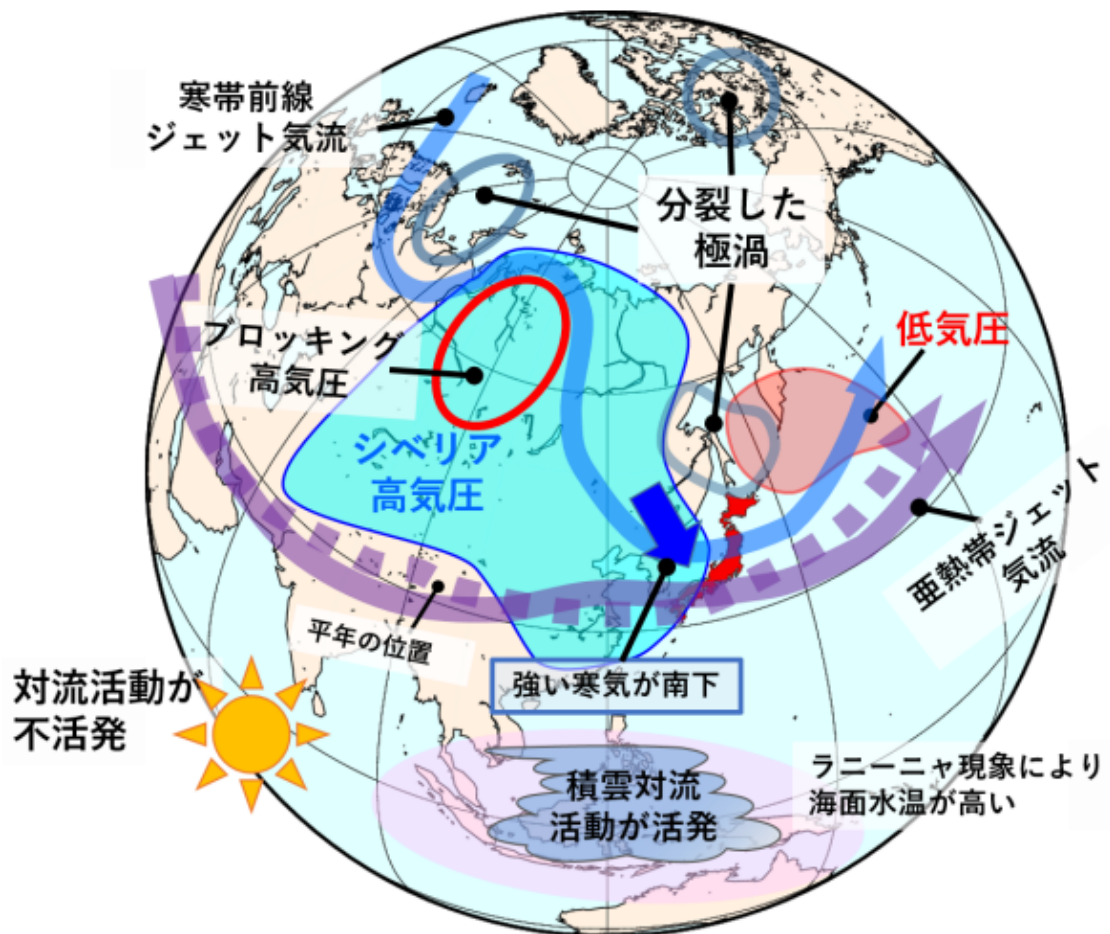 寒帯前線
ジェット気流
分裂した
極渦
低気圧
ブロッキング
高気圧
シベリア
高気圧
亜熱帯ジェット
気流
平年の位置
強い寒気が南下
対流活動が
不活発
積雲対流
活動が活発
ラニーニャ現象により
海面水温が高い